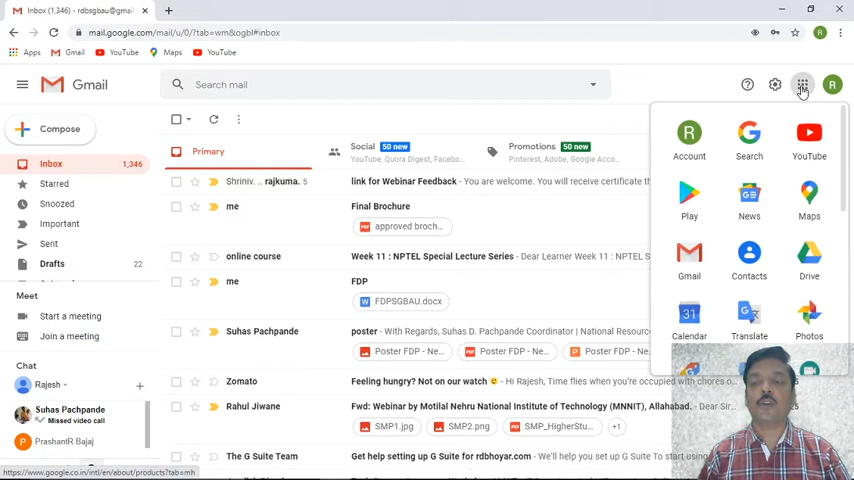 Inbox (1,346) - rdbsgbau@gmail.c
mail.google.com/mail/u/0/?tab=wm&ogbl#inbox
Apps Gmail YouTube Maps YouTube
Gmail Search mail R
Compose
Inbox 1,346
Starred
Snoozed
Important
Sent
Drafts 22
Meet
Start a meeting
Join a meeting
Chat
Rajesh
Suhas Pachpande
Missed video call
P PrashantR Bajaj
https://www.google.co.in/intl/en/about/products?tab=mh
Primary
Social 50 new
YouTube, Quora Digest, Facebo...
Promotions 50 new
Pinterest, Adobe, Google Acco...
Shriniv. .. rajkuma. 5 link for Webinar Feedback - You are welcome. You will receive certificate th
me Final Brochure
PDF approved broch...
online course Week 11 : NPTEL Special Lecture Series - Dear Learner Week 11 : NPTEL S
me FDP
W FDPSGBAU.docx
Suhas Pachpande poster - With Regards, Suhas D. Pachpande Coordinator | National Resour
Poster FDP - Ne... PDF Poster FDP - Ne... P Poster FDP - Ne...
Zomato Feeling hungry? Not on our watch 😉 - Hi Rajesh, Time flies when you're occupied with chores o
Rahul Jiwane Fwd: Webinar by Motilal Nehru National Institute of Technology (MNNIT), Allahabad. - Dear Sir,
SMP1.jpg SMP2.png PDF SMP_HigherStu... +1
The G Suite Team Get help setting up G Suite for rdbhoyar.com - We'll help you
R G
Account Search YouTube
Play News Maps
Gmail Contacts Drive
31
Calendar Translate Photos